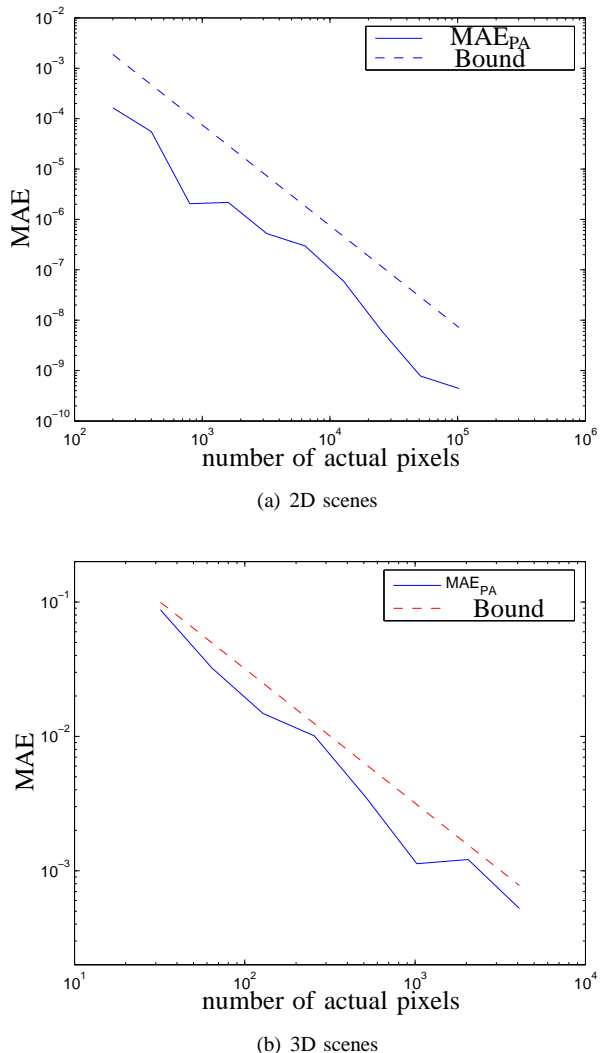 10^−2
10^−3
10^−4
10^−5
10^−6
10^−7
10^−8
10^−9
10^−10
MAE
MAE_PA
Bound
10^2 10^3 10^4 10^5 10^6
number of actual pixels
(a) 2D scenes
10^−1
10^−2
10^−3
MAE
MAE_PA
Bound
10^1 10^2 10^3 10^4
number of actual pixels
(b) 3D scenes